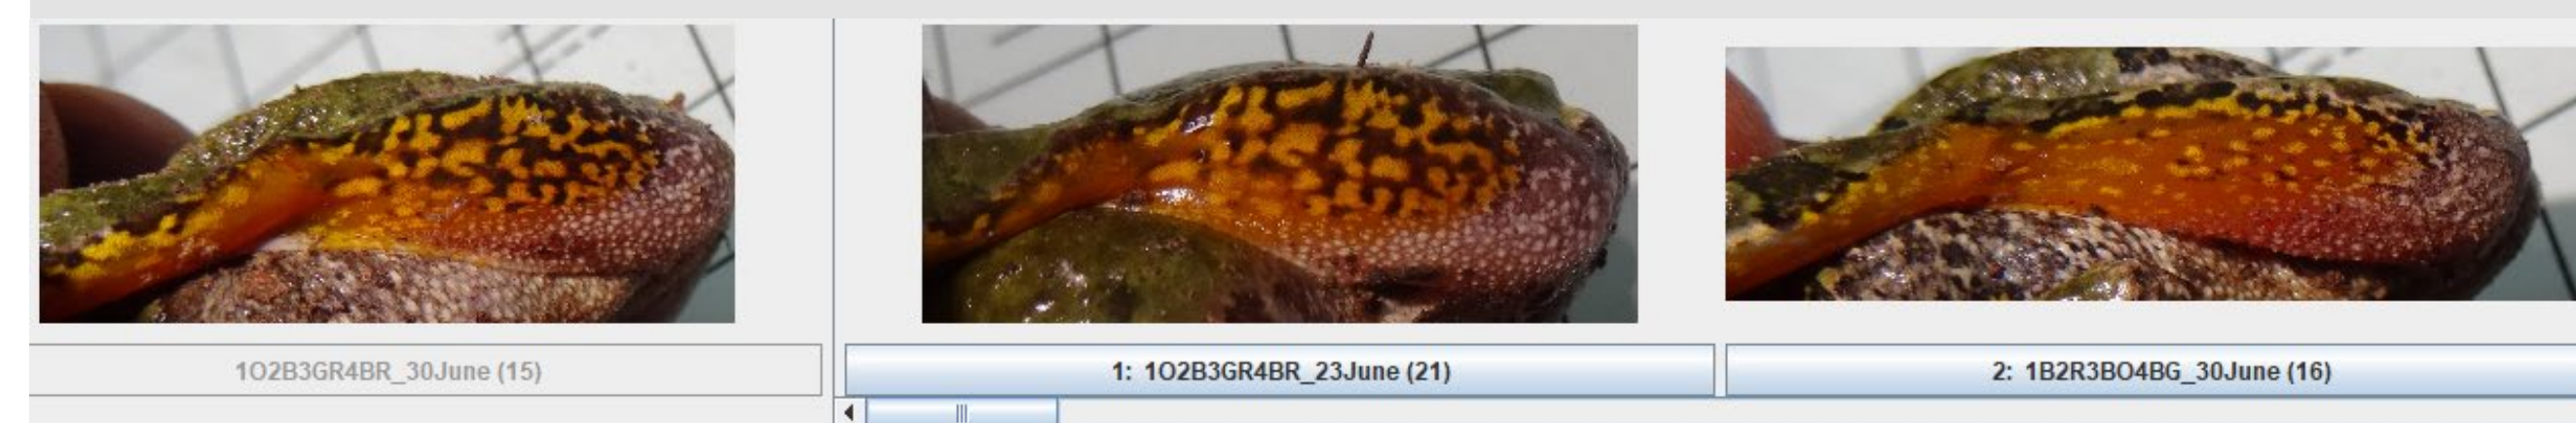 1O2B3GR4BR_30June (15)
1: 1O2B3GR4BR_23June (21)
2: 1B2R3BO4BG_30June (16)